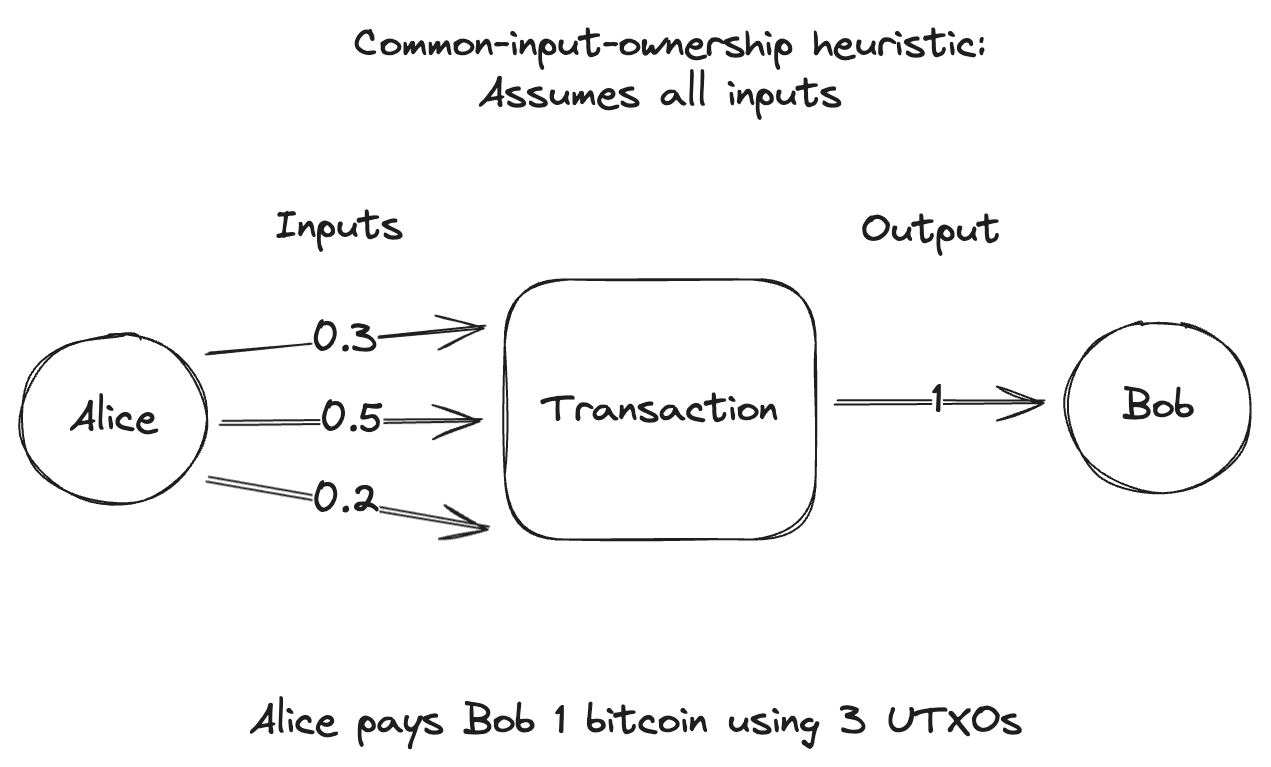 Common-input-ownership heuristic:
Assumes all inputs
Inputs
Output
0.3
Alice
0.5
Transaction
1
Bob
0.2
Alice pays Bob 1 bitcoin using 3 UTXOs